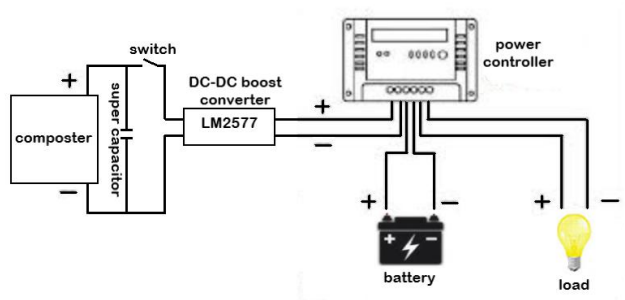 switch
power
controller
DC-DC boost
converter
+
super capacitor
LM2577
+
composter
−
−
+
−
+
−
+ −
battery
load